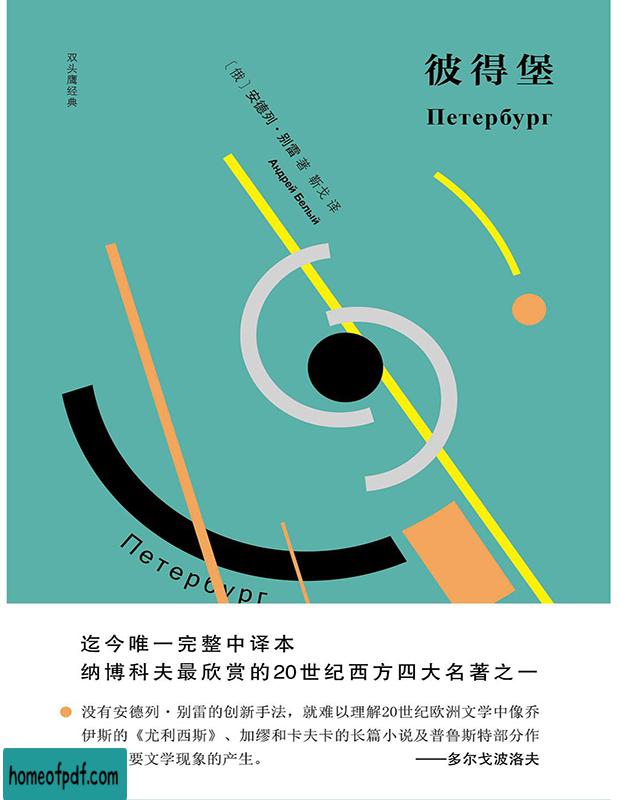 双头鹰经典
彼得堡
Петербург
〔俄〕安德列·别雷 著 靳戈 译
Андрей Белый
Петербург
迄今唯一完整中译本
纳博科夫最欣赏的20世纪西方四大名著之一
没有安德列·别雷的创新手法，就难以理解20世纪欧洲文学中像乔
伊斯的《尤利西斯》、加缪和卡夫卡的长篇小说及普鲁斯特部分作
要文学现象的产生。
——多尔戈波洛夫
homeofpdf.com